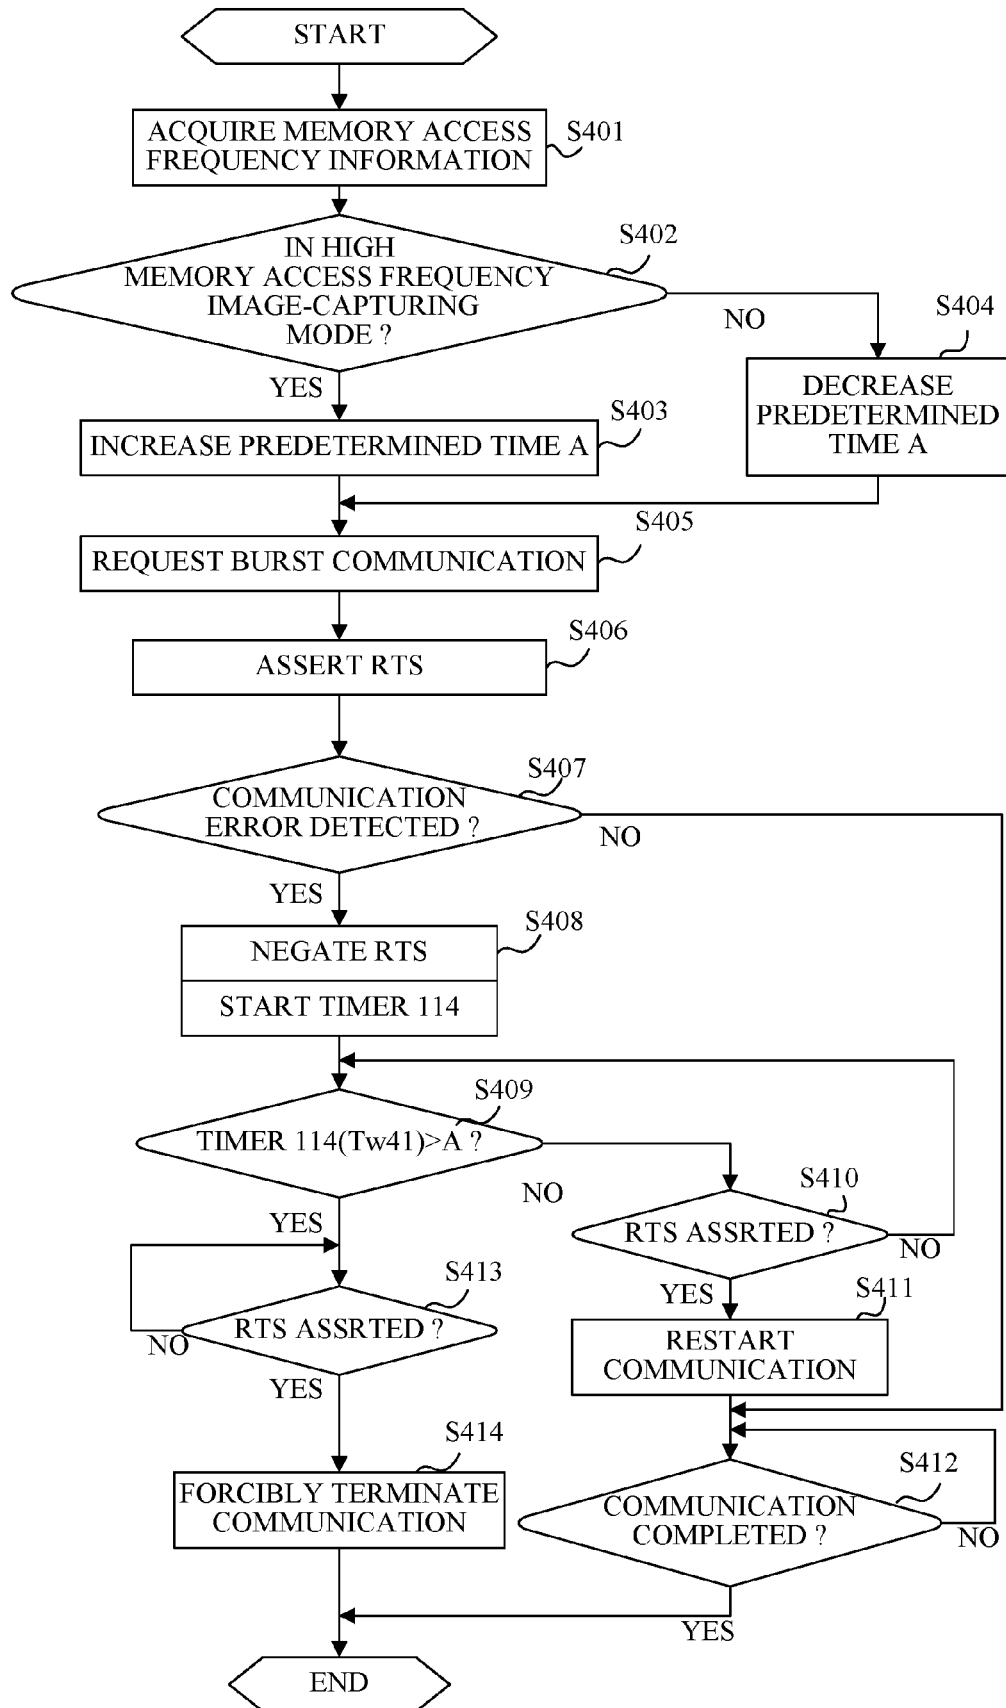 START
ACQUIRE MEMORY ACCESS
FREQUENCY INFORMATION
S401
IN HIGH
MEMORY ACCESS FREQUENCY
IMAGE-CAPTURING
MODE ?
S402
NO
YES
S404
DECREASE
PREDETERMINED
TIME A
S403
INCREASE PREDETERMINED TIME A
S405
REQUEST BURST COMMUNICATION
S406
ASSERT RTS
S407
COMMUNICATION
ERROR DETECTED ?
NO
YES
S408
NEGATE RTS
START TIMER 114
S409
TIMER 114(Tw41)>A ?
NO
YES
S410
RTS ASSRTED ?
NO
YES
S413
RTS ASSRTED ?
NO
YES
S411
RESTART
COMMUNICATION
S414
FORCIBLY TERMINATE
COMMUNICATION
S412
COMMUNICATION
COMPLETED ?
NO
YES
END